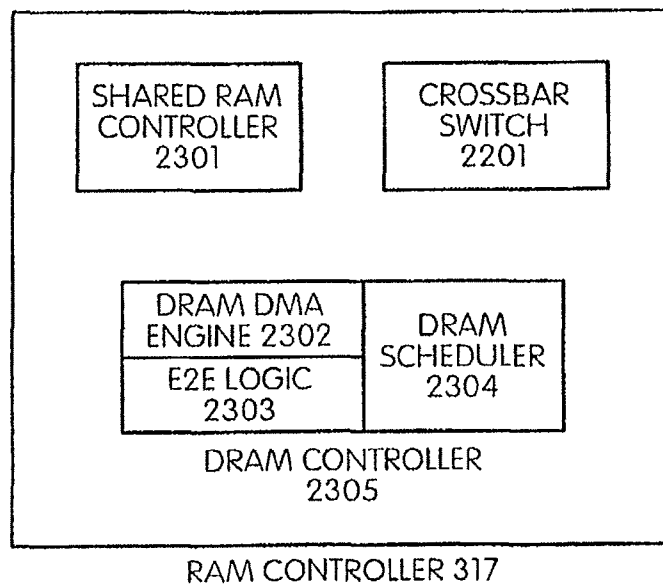 SHARED RAM
CONTROLLER
2301
CROSSBAR
SWITCH
2201
DRAM DMA
ENGINE 2302
E2E LOGIC
2303
DRAM
SCHEDULER
2304
DRAM CONTROLLER
2305
RAM CONTROLLER 317